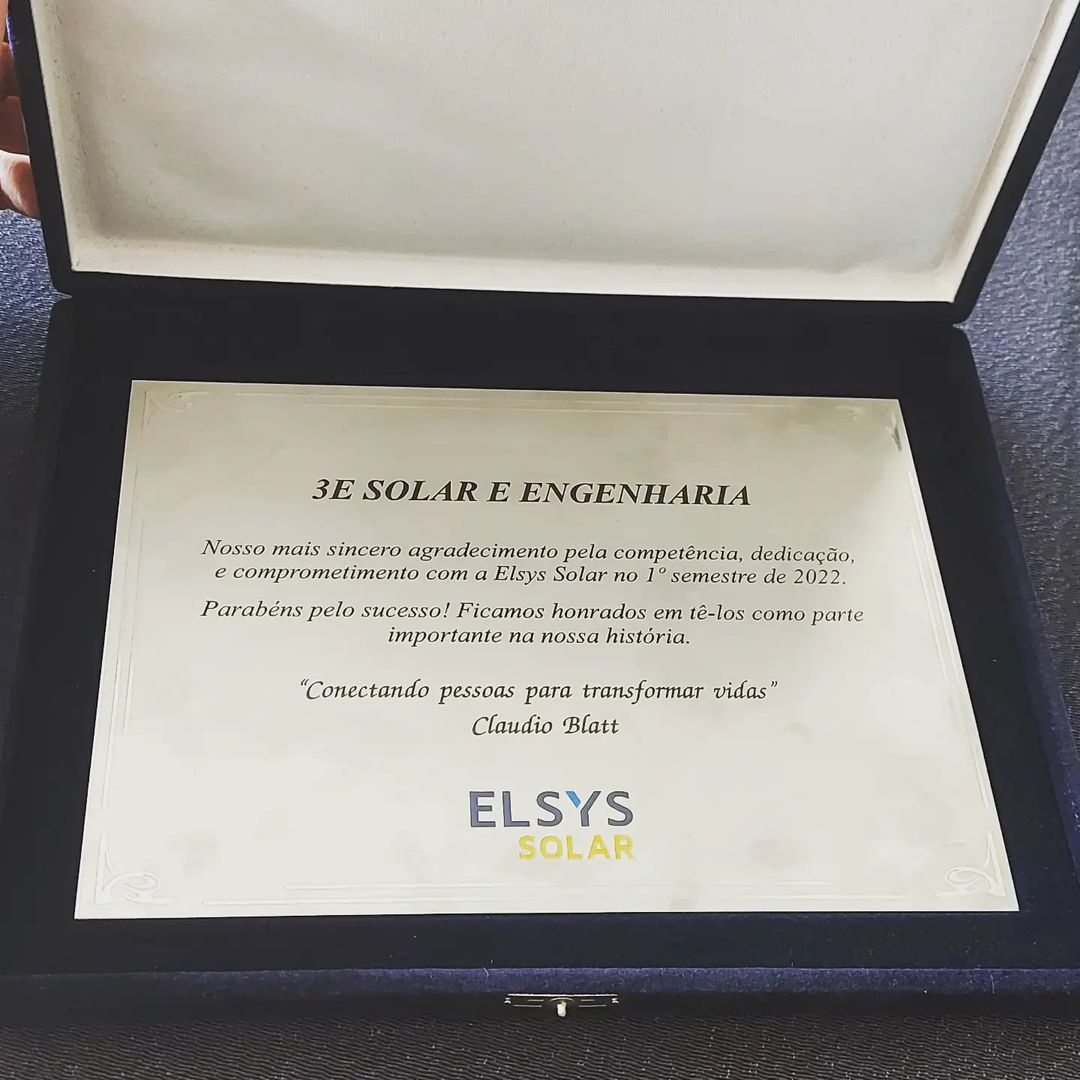 3E SOLAR E ENGENHARIA
Nosso mais sincero agradecimento pela competência, dedicação,
e comprometimento com a Elsys Solar no 1º semestre de 2022.
Parabéns pelo sucesso! Ficamos honrados em tê-los como parte
importante na nossa história.
“Conectando pessoas para transformar vidas”
Claudio Blatt
ELSYS
SOLAR